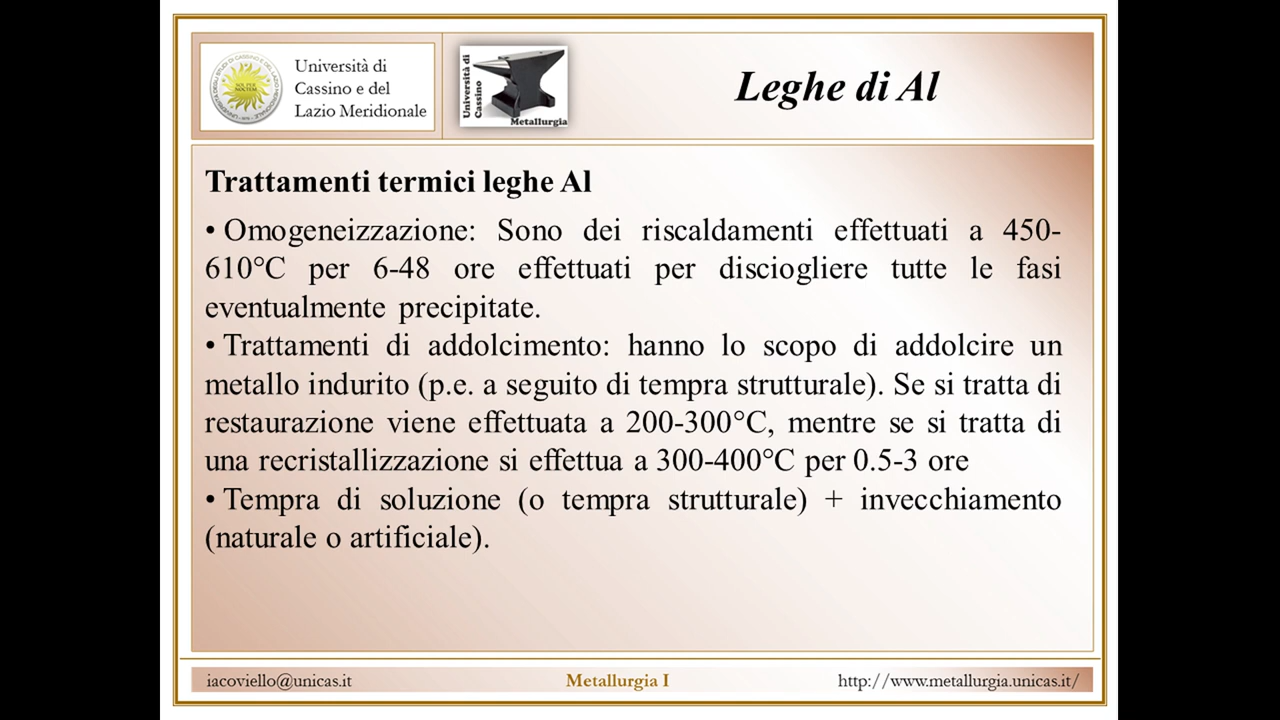 Università di
Cassino e del
Lazio Meridionale
Università di
Cassino
Metallurgia
Leghe di Al
Trattamenti termici leghe Al
• Omogeneizzazione: Sono dei riscaldamenti effettuati a 450-
610°C per 6-48 ore effettuati per disciogliere tutte le fasi
eventualmente precipitate.
• Trattamenti di addolcimento: hanno lo scopo di addolcire un
metallo indurito (p.e. a seguito di tempra strutturale). Se si tratta di
restaurazione viene effettuata a 200-300°C, mentre se si tratta di
una recristallizzazione si effettua a 300-400°C per 0.5-3 ore
• Tempra di soluzione (o tempra strutturale) + invecchiamento
(naturale o artificiale).
iacoviello@unicas.it
Metallurgia I
http://www.metallurgia.unicas.it/